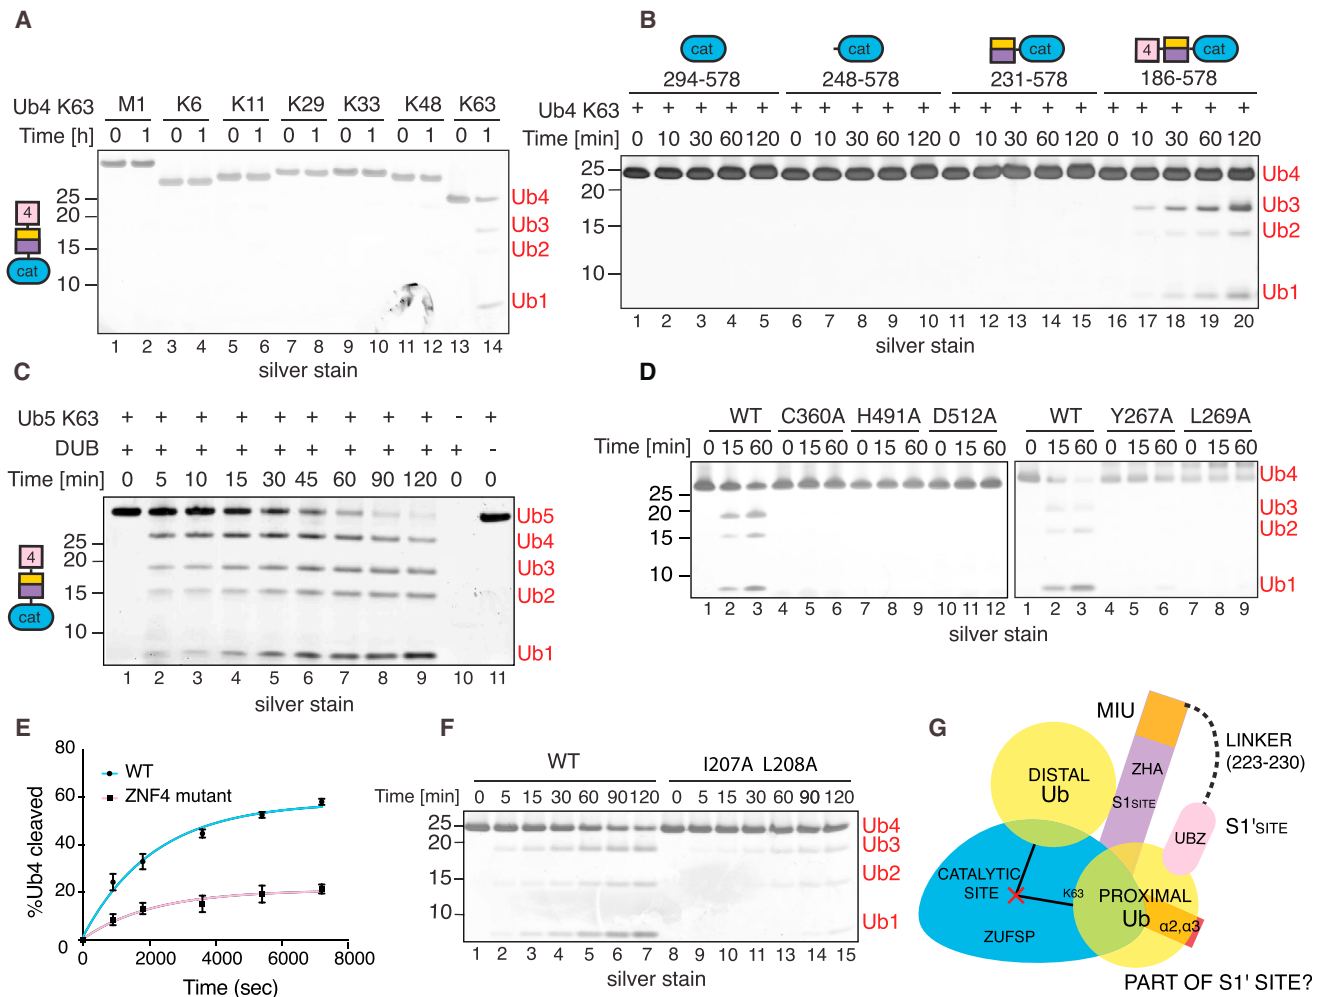 A
Ub4 K63 M1 K6 K11 K29 K33 K48 K63
Time [h] 0 1 0 1 0 1 0 1 0 1 0 1 0 1
25
20
15
10
Ub4
Ub3
Ub2
Ub1
4
cat
1 2 3 4 5 6 7 8 9 10 11 12 13 14
silver stain
B
cat cat cat 4 cat
294-578 248-578 231-578 186-578
Ub4 K63 + + + + + + + + + + + + + + + + + + + +
Time [min] 0 10 30 60 120 0 10 30 60 120 0 10 30 60 120 0 10 30 60 120
25
20
15
10
Ub4
Ub3
Ub2
Ub1
1 2 3 4 5 6 7 8 9 10 11 12 13 14 15 16 17 18 19 20
silver stain
C
Ub5 K63 + + + + + + + + + - +
DUB + + + + + + + + + + -
Time [min] 0 5 10 15 30 45 60 90 120 0 0
25
20
15
10
Ub5
Ub4
Ub3
Ub2
Ub1
4
cat
1 2 3 4 5 6 7 8 9 10 11
silver stain
D
WT C360A H491A D512A WT Y267A L269A
Time [min] 0 15 60 0 15 60 0 15 60 0 15 60 0 15 60 0 15 60 0 15 60
25
20
15
10
Ub4
Ub3
Ub2
Ub1
1 2 3 4 5 6 7 8 9 10 11 12 1 2 3 4 5 6 7 8 9
silver stain
E
80
60
40
20
0
%Ub4 cleaved
WT
ZNF4 mutant
0 2000 4000 6000 8000
Time (sec)
F
WT I207A L208A
Time [min] 0 5 15 30 60 90 120 0 5 15 30 60 90 120
25
20
15
10
Ub4
Ub3
Ub2
Ub1
1 2 3 4 5 6 7 8 9 10 11 12 13 14 15
silver stain
G
MIU
LINKER
(223-230)
ZHA
DISTAL
Ub
S1SITE
S1'SITE
UBZ
CATALYTIC
SITE
K63
PROXIMAL
Ub
α2,α3
ZUFSP
PART OF S1' SITE?